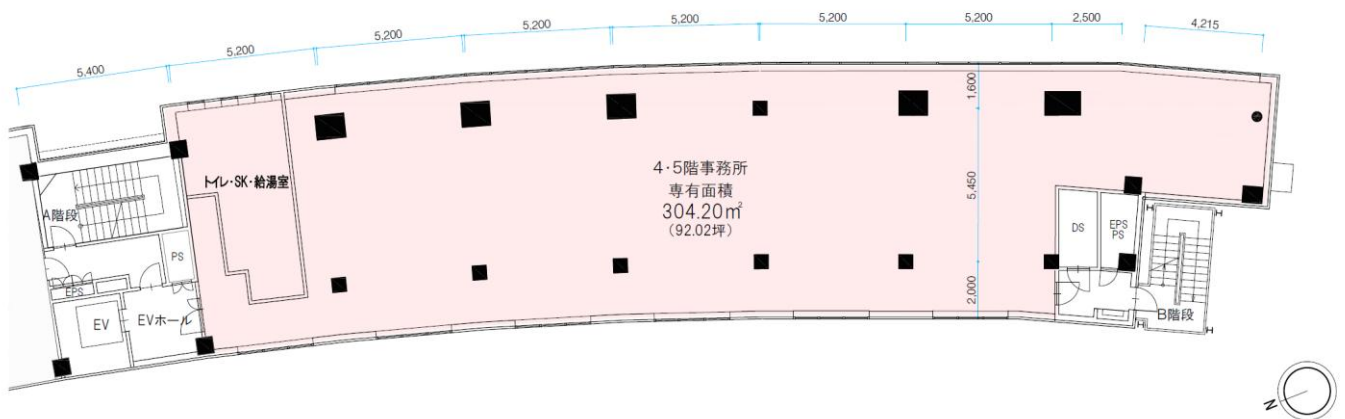 5,400
5,200
5,200
5,200
5,200
5,200
5,200
2,500
4,215
1,600
5,450
2,000
4・5階事務所
専有面積
304.20㎡
(92.02坪)
トイレ・SK・給湯室
A階段
PS
EPS
EV
EVホール
DS
EPS
PS
B階段
N